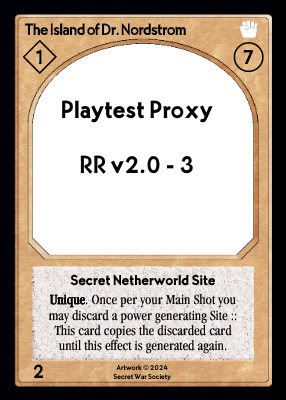 The Island of Dr. Nordstrom
1
7
Playtest Proxy
RR v2.0 - 3
Secret Netherworld Site
Unique. Once per your Main Shot you
may discard a power generating Site ::
This card copies the discarded card
until this effect is generated again.
2
Artwork © 2024
Secret War Society